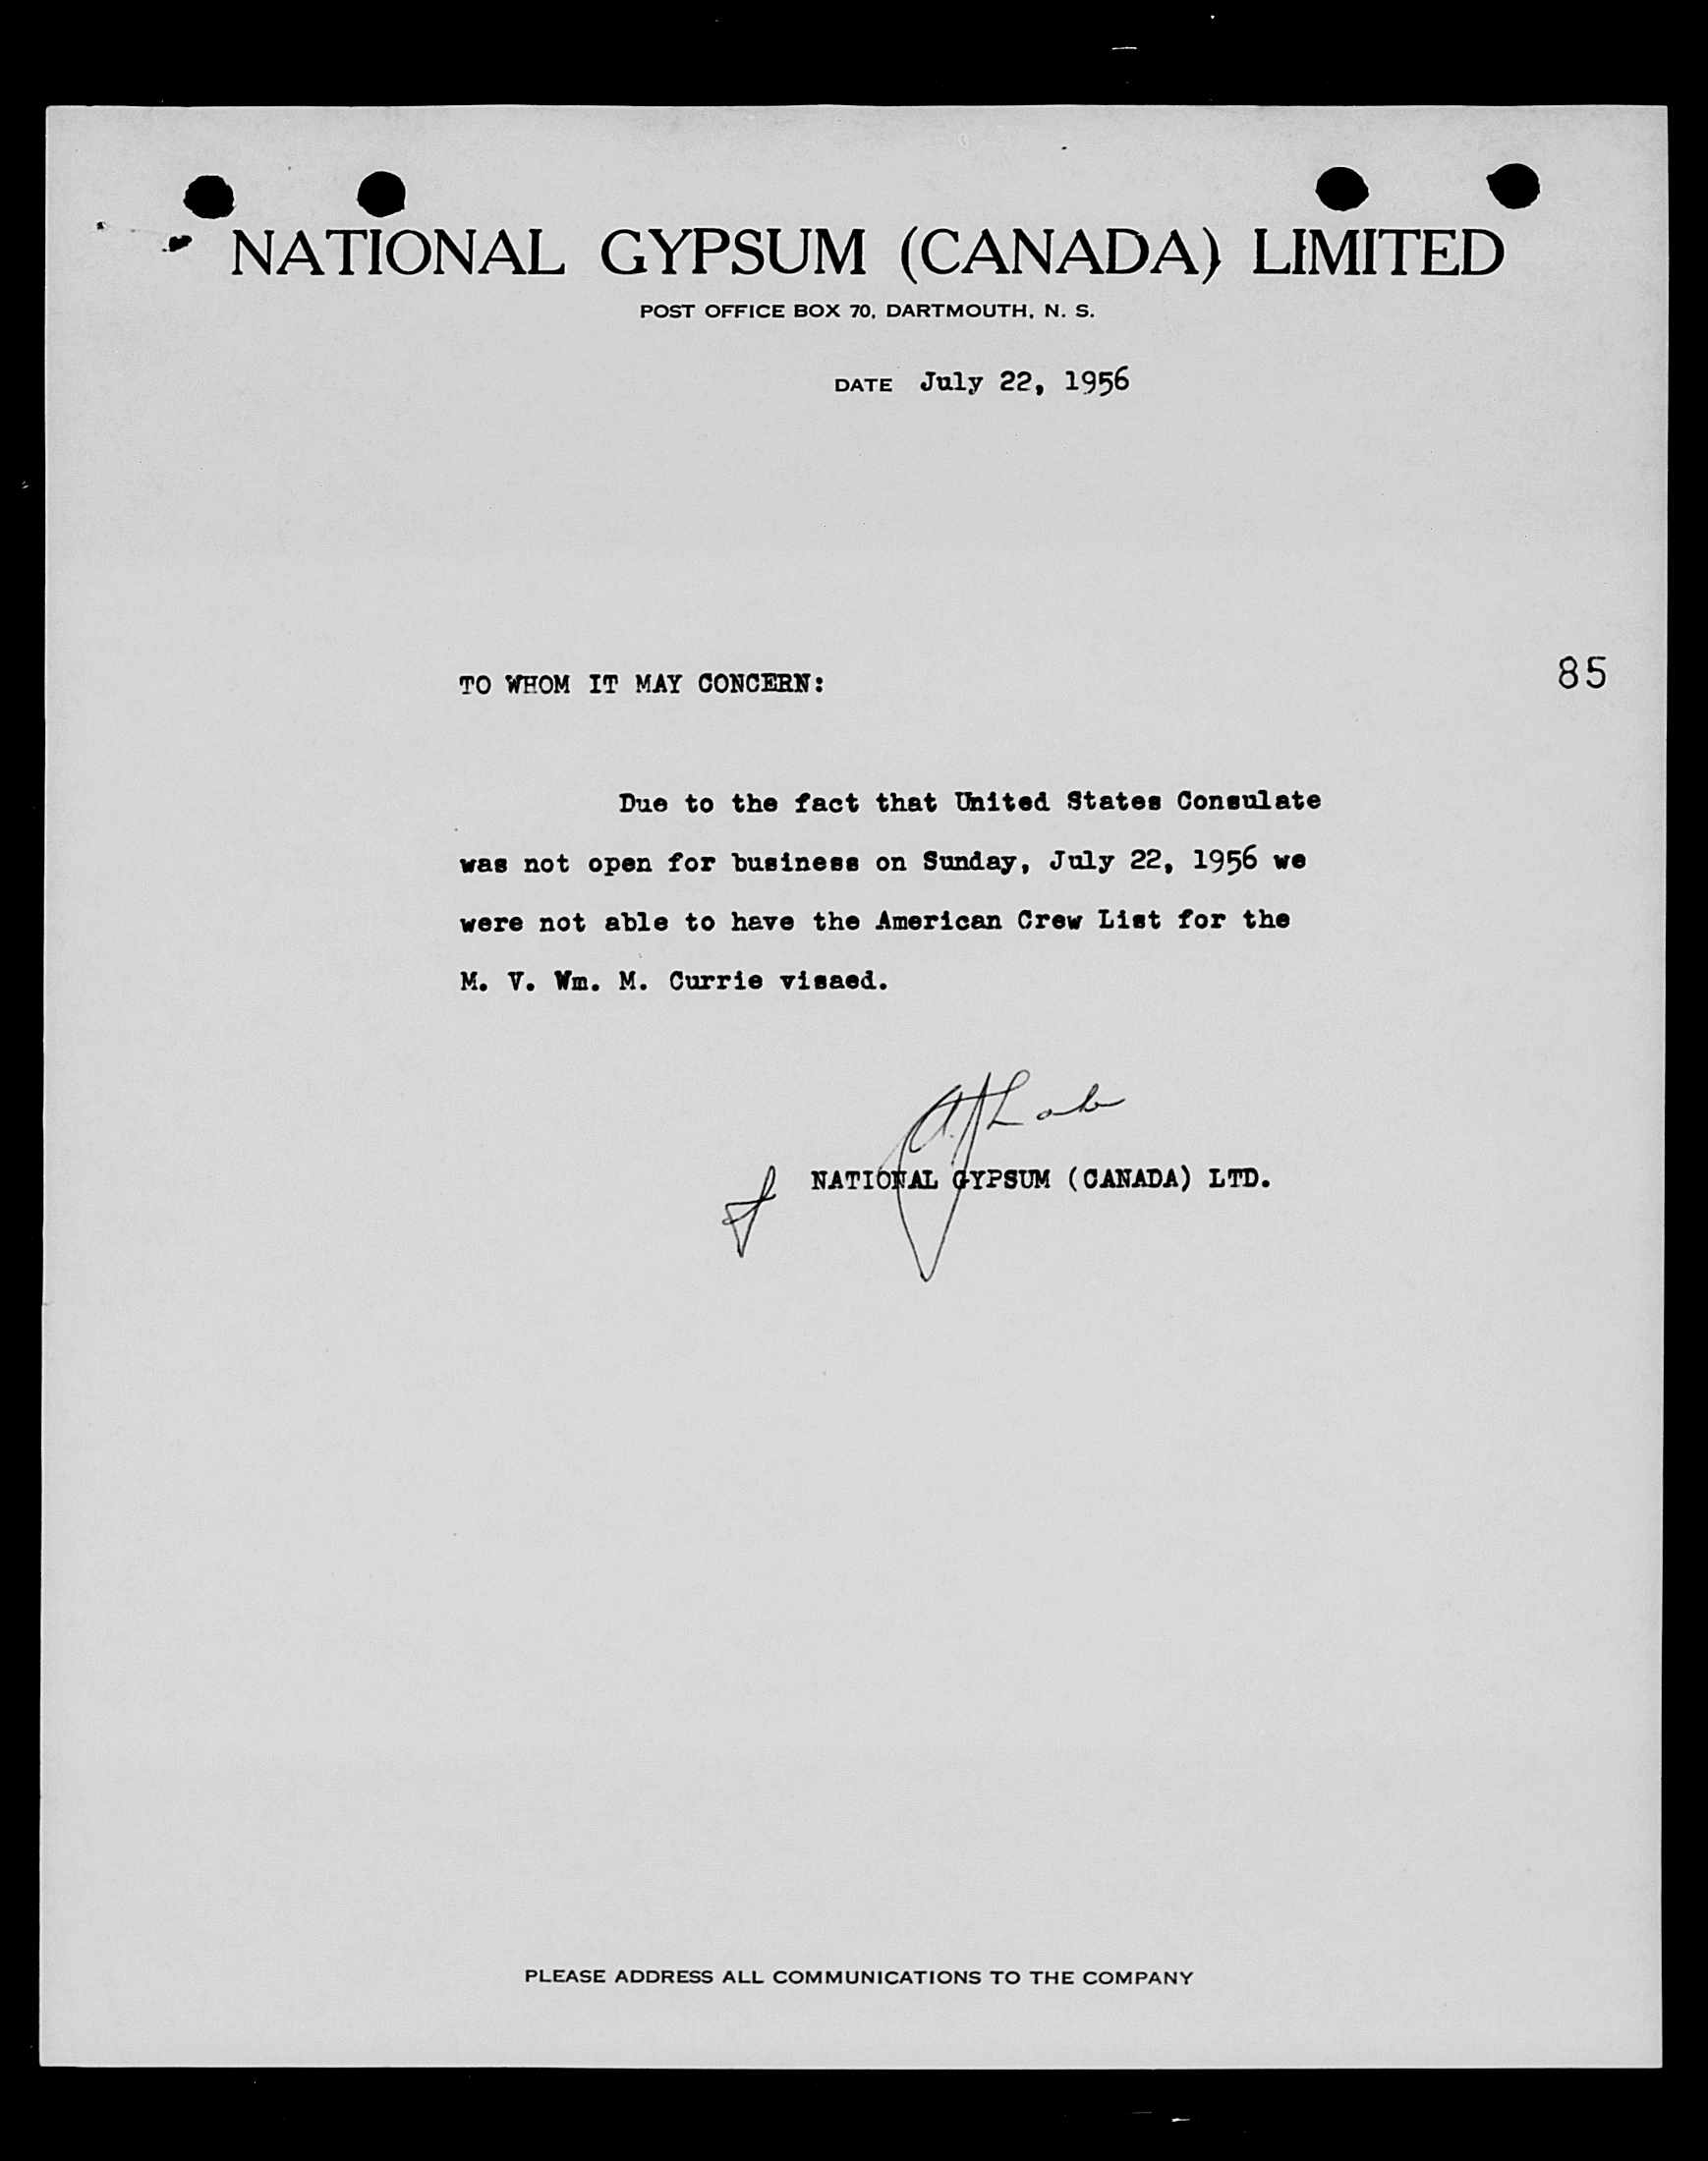 NATIONAL GYPSUM (CANADA) LIMITED
POST OFFICE BOX 70, DARTMOUTH, N. S.
DATE July 22, 1956
85
TO WHOM IT MAY CONCERN:
Due to the fact that United States Consulate
was not open for business on Sunday, July 22, 1956 we
were not able to have the American Crew List for the
M. V. Wm. M. Currie visaed.
NATIONAL GYPSUM (CANADA) LTD.
PLEASE ADDRESS ALL COMMUNICATIONS TO THE COMPANY